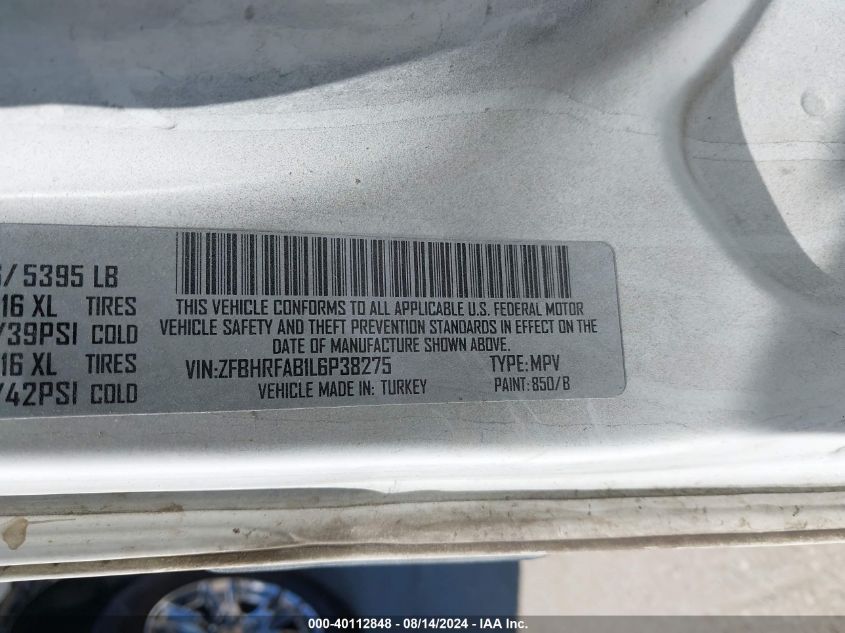 / 5395 LB
16 XL TIRES
/39PSI COLD
16 XL TIRES
/42PSI COLD
THIS VEHICLE CONFORMS TO ALL APPLICABLE U.S. FEDERAL MOTOR
VEHICLE SAFETY AND THEFT PREVENTION STANDARDS IN EFFECT ON THE
DATE OF MANUFACTURE SHOWN ABOVE.
VIN:ZFBHRFAB1L6P38275 TYPE:MPV
VEHICLE MADE IN: TURKEY PAINT:850/B
000-40112848 - 08/14/2024 - IAA Inc.